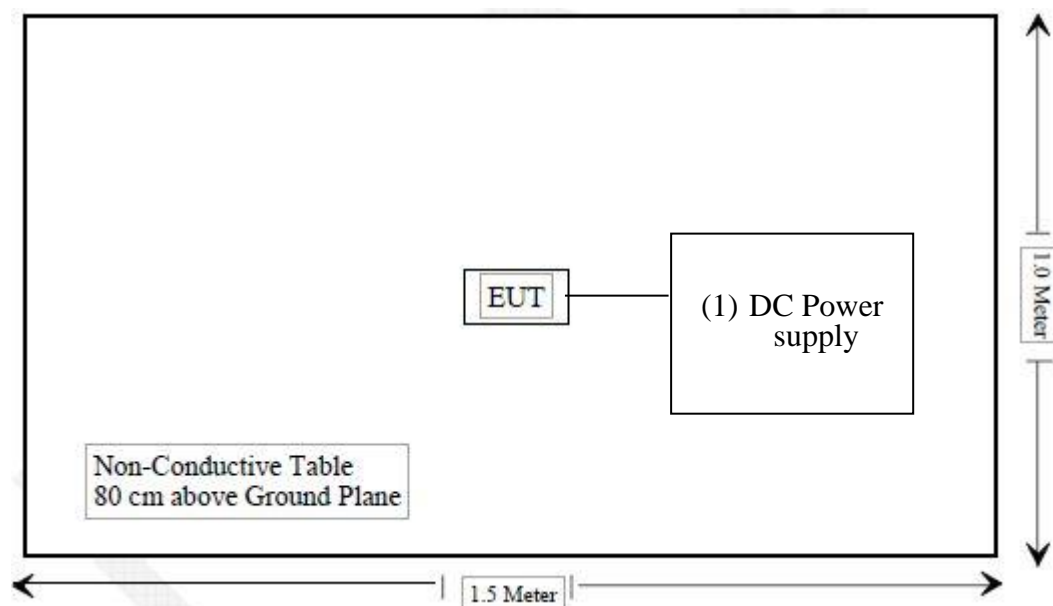 EUT
(1) DC Power
supply
1.0 Meter
Non-Conductive Table
80 cm above Ground Plane
1.5 Meter